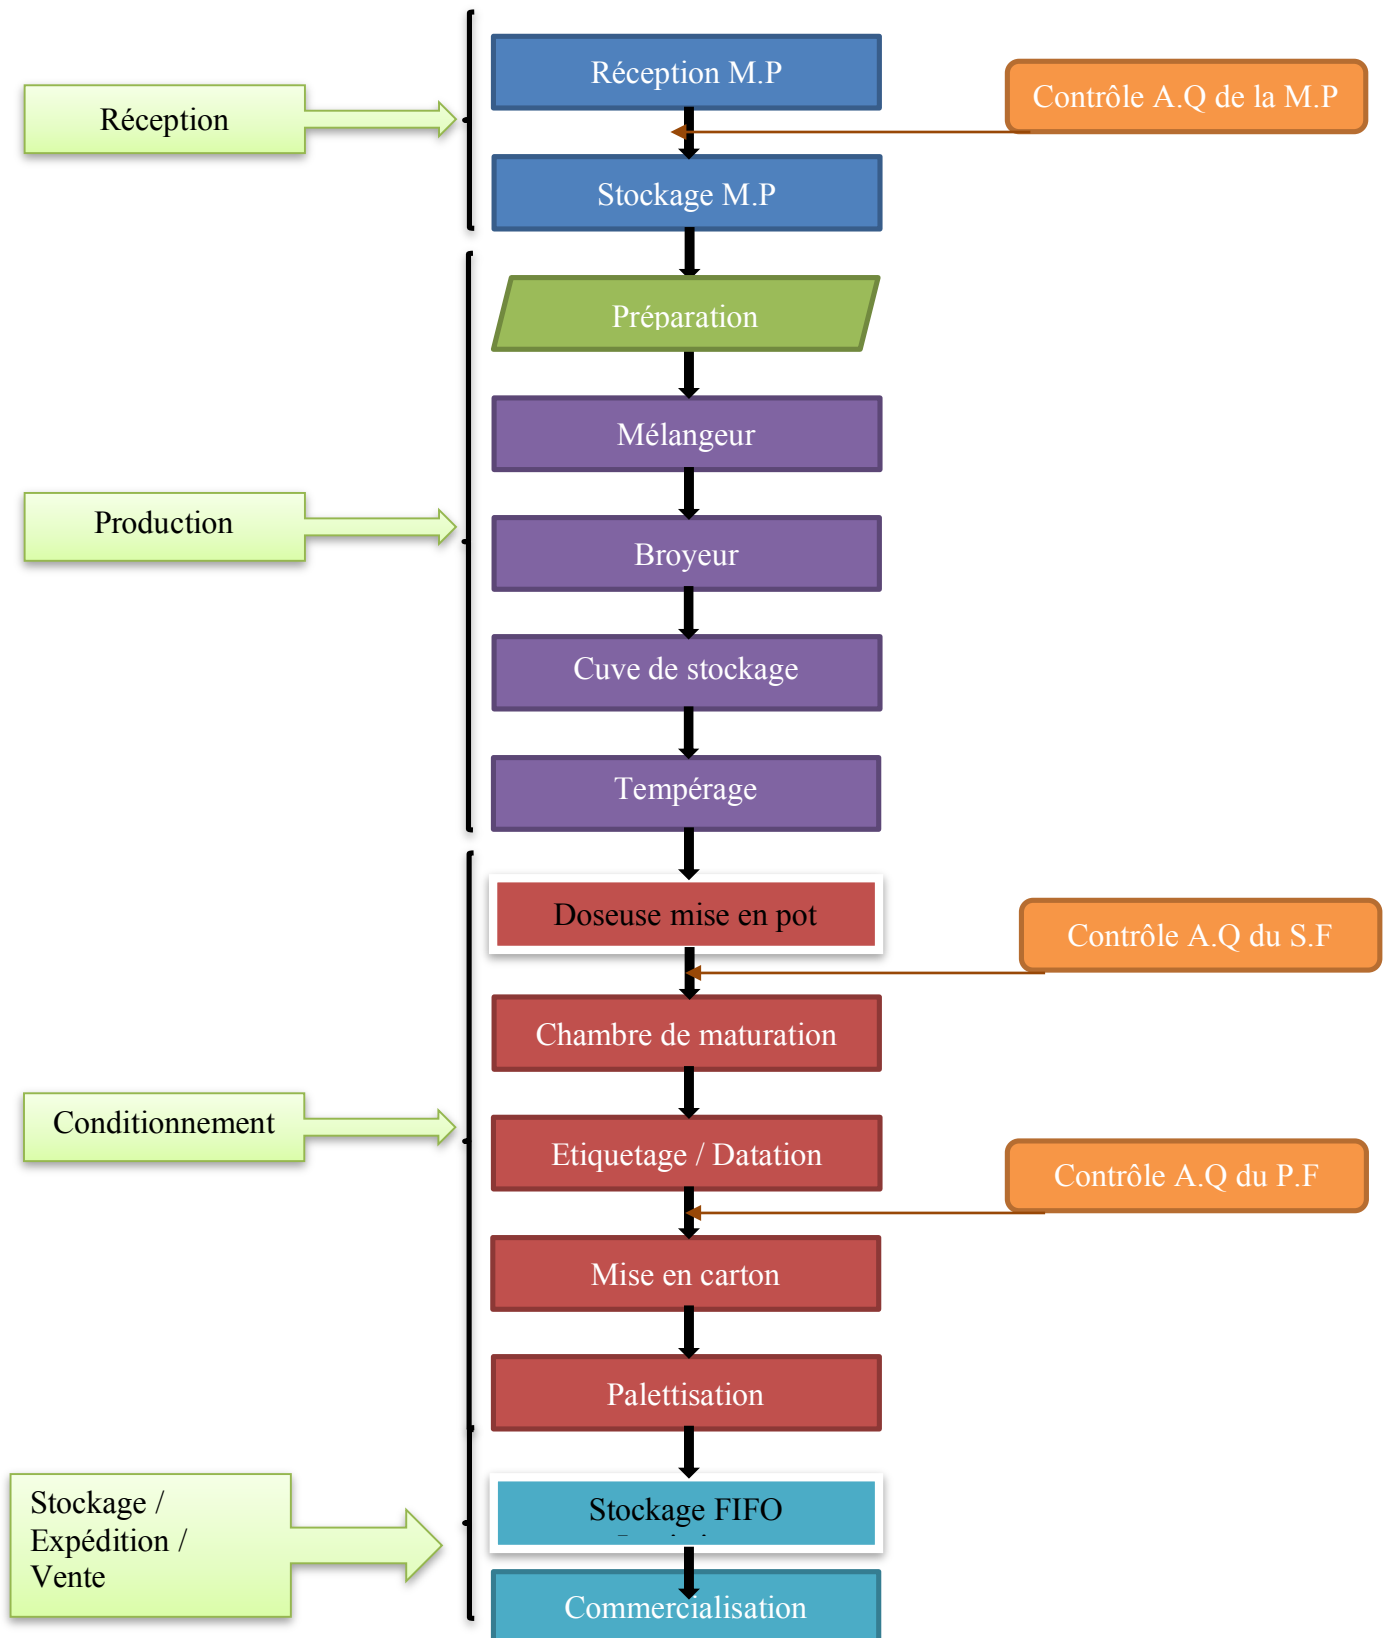 Réception M.P
Contrôle A.Q de la M.P
Réception
Stockage M.P
Préparation
Mélangeur
Production
Broyeur
Cuve de stockage
Tempérage
Doseuse mise en pot
Contrôle A.Q du S.F
Chambre de maturation
Conditionnement
Etiquetage / Datation
Contrôle A.Q du P.F
Mise en carton
Palettisation
Stockage /
Expédition /
Vente
Stockage FIFO
Commercialisation